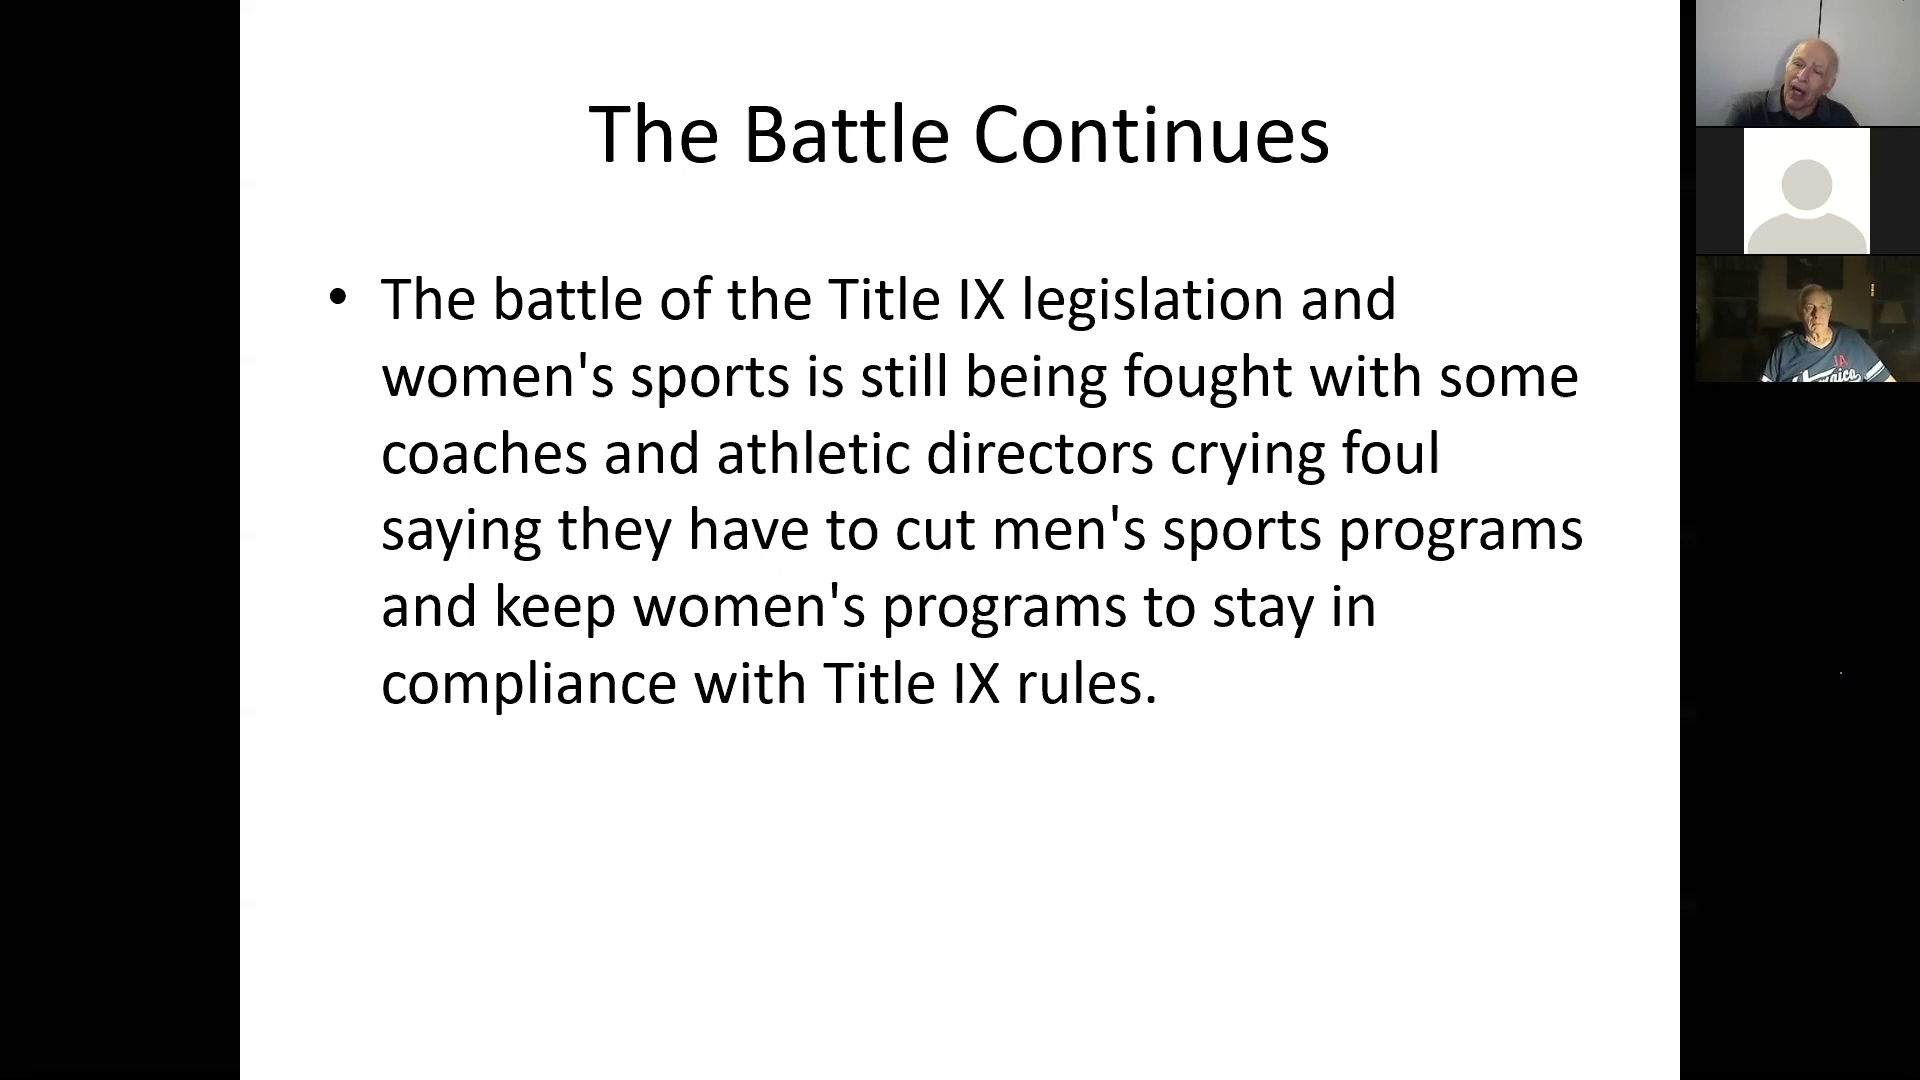 The Battle Continues
• The battle of the Title IX legislation and
women's sports is still being fought with some
coaches and athletic directors crying foul
saying they have to cut men's sports programs
and keep women's programs to stay in
compliance with Title IX rules.
JA